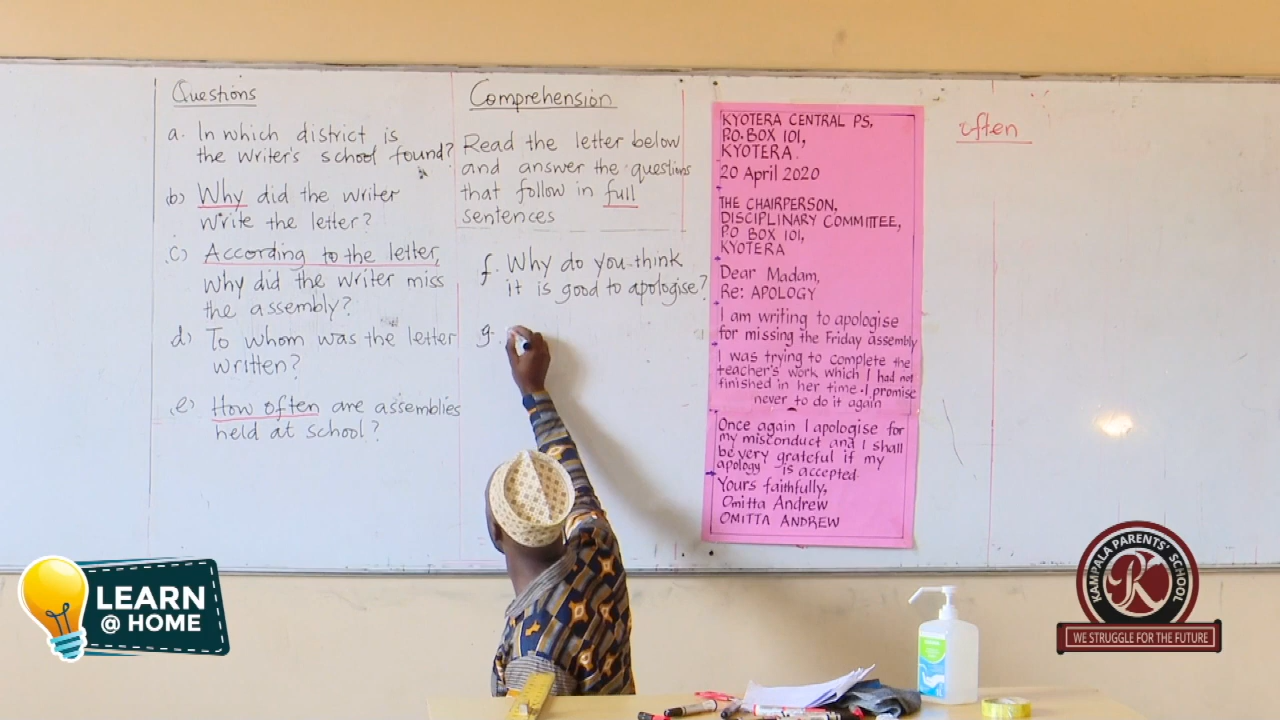 Questions
a. In which district is
the writer's school found?
b) Why did the writer
write the letter?
c) According to the letter,
why did the writer miss
the assembly?
d) To whom was the letter
written?
e) How often are assemblies
held at school?
Comprehension
Read the letter below
and answer the questions
that follow in full
sentences
f. Why do you think
it is good to apologise?
g.
KYOTERA CENTRAL PS,
P.O. BOX 101,
KYOTERA.
20 April 2020
THE CHAIRPERSON,
DISCIPLINARY COMMITTEE,
P.O BOX 101,
KYOTERA
Dear Madam,
Re: APOLOGY
I am writing to apologise
for missing the Friday assembly
I was trying to complete the
teacher's work which I had not
finished in her time. I promise
never to do it again
Once again I apologise for
my misconduct and I shall
be very grateful if my
apology is accepted.
Yours faithfully,
Omitta Andrew
OMITTA ANDREW
often
LEARN
@ HOME
KAMPALA PARENTS' SCHOOL
K
WE STRUGGLE FOR THE FUTURE